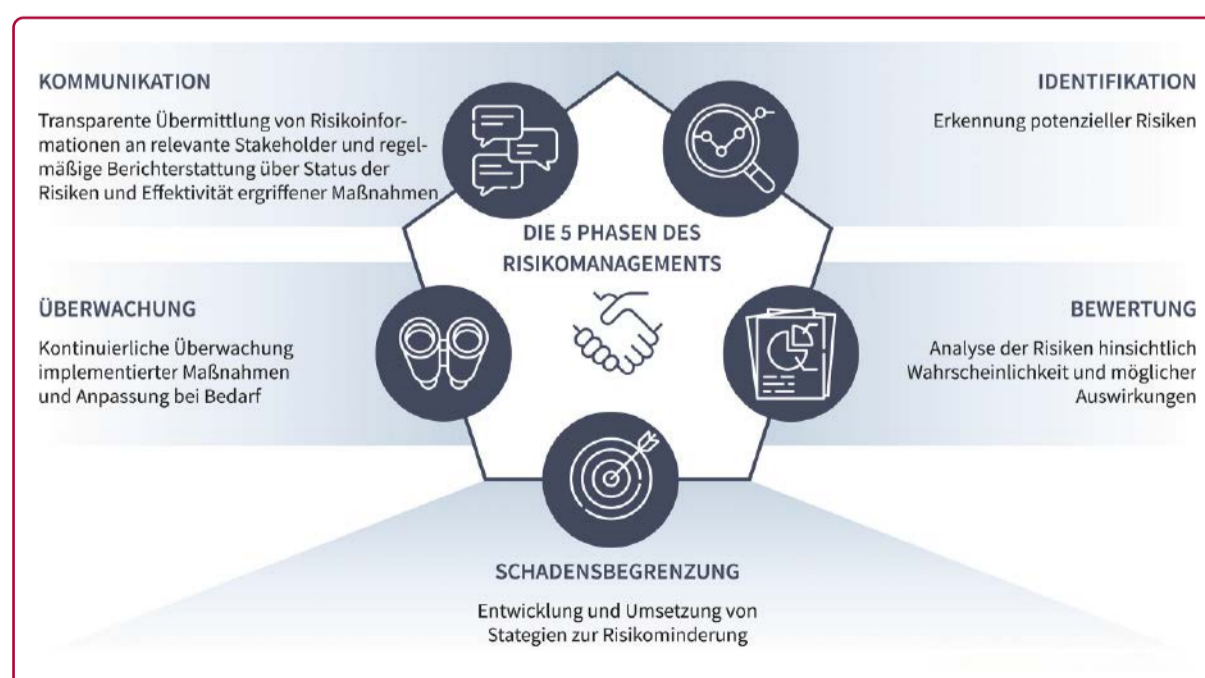 KOMMUNIKATION
Transparente Übermittlung von Risikoinfor-
mationen an relevante Stakeholder und regel-
mäßige Berichterstattung über Status der
Risiken und Effektivität ergriffener Maßnahmen
IDENTIFIKATION
Erkennung potenzieller Risiken
DIE 5 PHASEN DES
RISIKOMANAGEMENTS
ÜBERWACHUNG
Kontinuierliche Überwachung
implementierter Maßnahmen
und Anpassung bei Bedarf
BEWERTUNG
Analyse der Risiken hinsichtlich
Wahrscheinlichkeit und möglicher
Auswirkungen
SCHADENSBEGRENZUNG
Entwicklung und Umsetzung von
Stategien zur Risikominderung